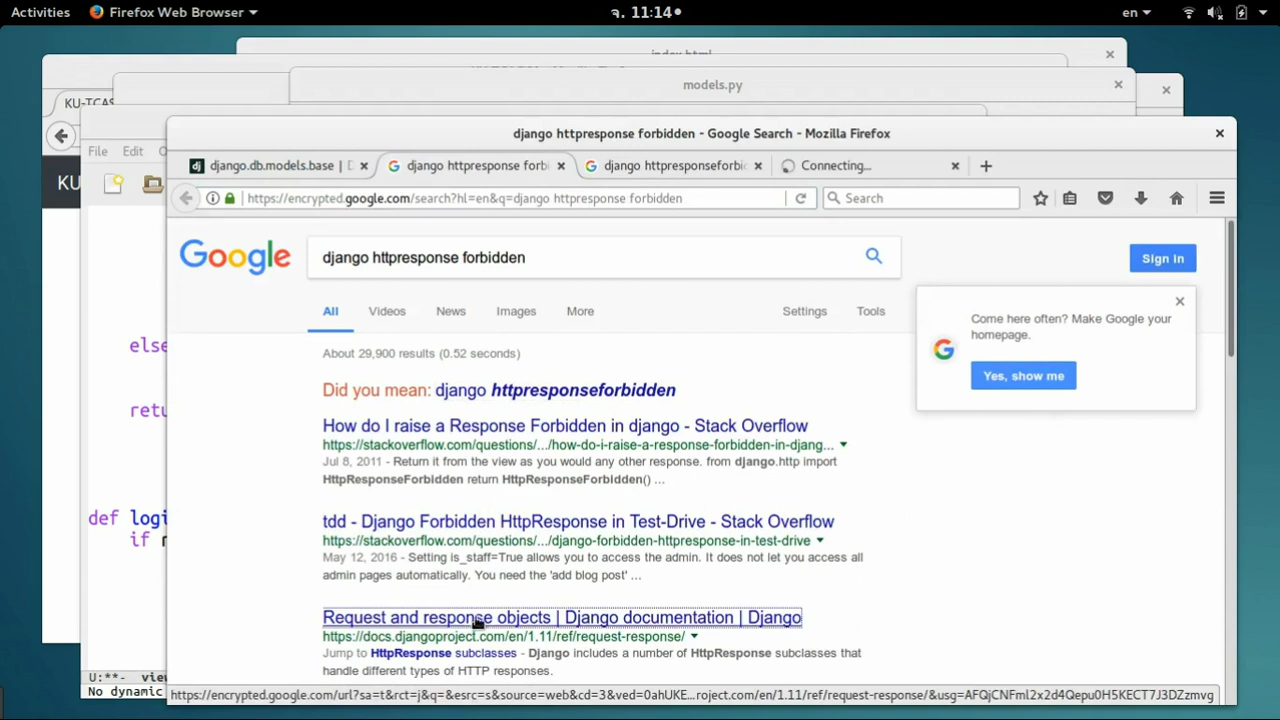 Activities Firefox Web Browser จ. 11:14 en
index.html
models.py
KU-TCAS
django httpresponse forbidden - Google Search - Mozilla Firefox
File Edit
django.db.models.base | django httpresponse forbi django httpresponseforbi Connecting...
KU
https://encrypted.google.com/search?hl=en&q=django httpresponse forbidden Search
Google django httpresponse forbidden Sign in
All Videos News Images More Settings Tools
Come here often? Make Google your
homepage.
Yes, show me
About 29,900 results (0.52 seconds)
else
Did you mean: django httpresponseforbidden
retu
How do I raise a Response Forbidden in django - Stack Overflow
https://stackoverflow.com/questions/.../how-do-i-raise-a-response-forbidden-in-djang...
Jul 8, 2011 - Return it from the view as you would any other response. from django.http import
HttpResponseForbidden return HttpResponseForbidden() ...
def logi
if
tdd - Django Forbidden HttpResponse in Test-Drive - Stack Overflow
https://stackoverflow.com/questions/.../django-forbidden-httpresponse-in-test-drive
May 12, 2016 - Setting is_staff=True allows you to access the admin. It does not let you access all
admin pages automatically. You need the 'add blog post' ...
Request and response objects | Django documentation | Django
https://docs.djangoproject.com/en/1.11/ref/request-response/
Jump to HttpResponse subclasses - Django includes a number of HttpResponse subclasses that
handle different types of HTTP responses.
U:**- view
No dynamic
https://encrypted.google.com/url?sa=t&rct=j&q=&esrc=s&source=web&cd=3&ved=0ahUKE...roject.com/en/1.11/ref/request-response/&usg=AFQjCNFml2x2d4Qepu0H5KECT7J3DZzmvg